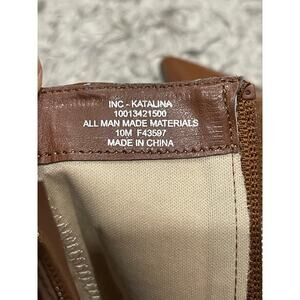 INC - KATALINA
10013421500
ALL MAN MADE MATERIALS
10M F43597
MADE IN CHINA